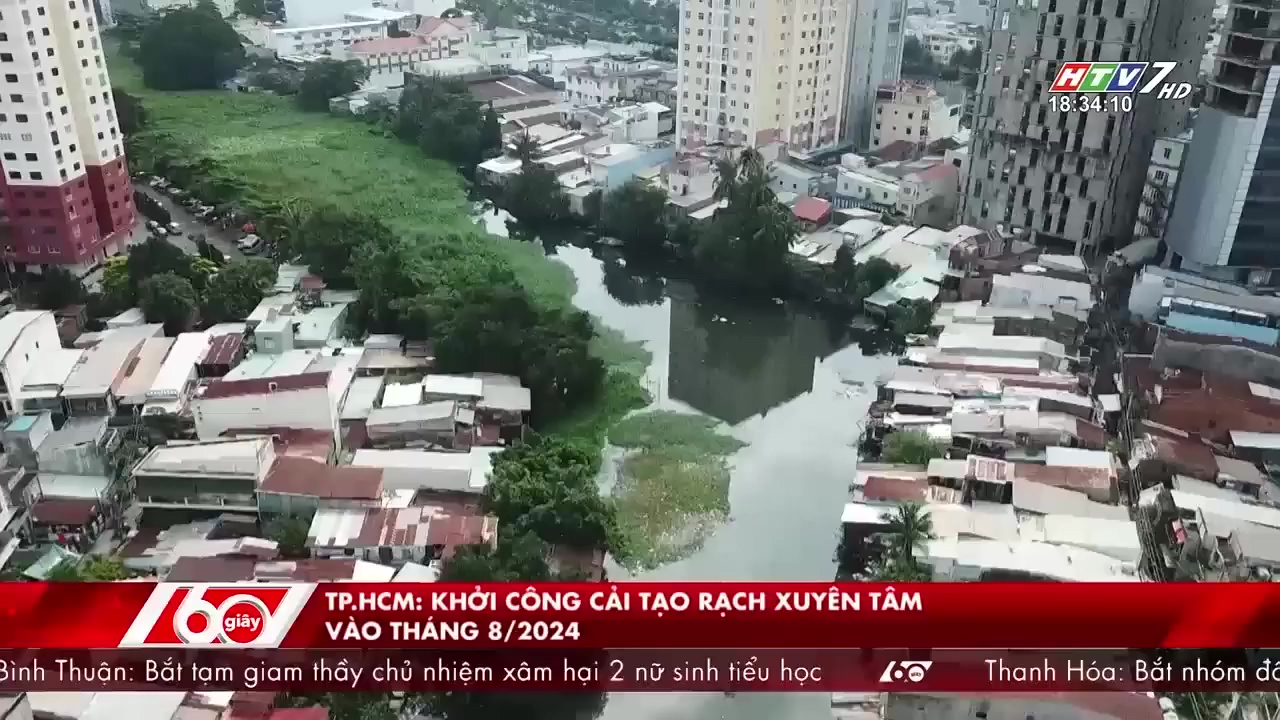 HTV7 HD
18:34:10
60 giây
TP.HCM: KHỞI CÔNG CẢI TẠO RẠCH XUYÊN TÂM
VÀO THÁNG 8/2024
Bình Thuận: Bắt tạm giam thầy chủ nhiệm xâm hại 2 nữ sinh tiểu học
60 giây
Thanh Hóa: Bắt nhóm